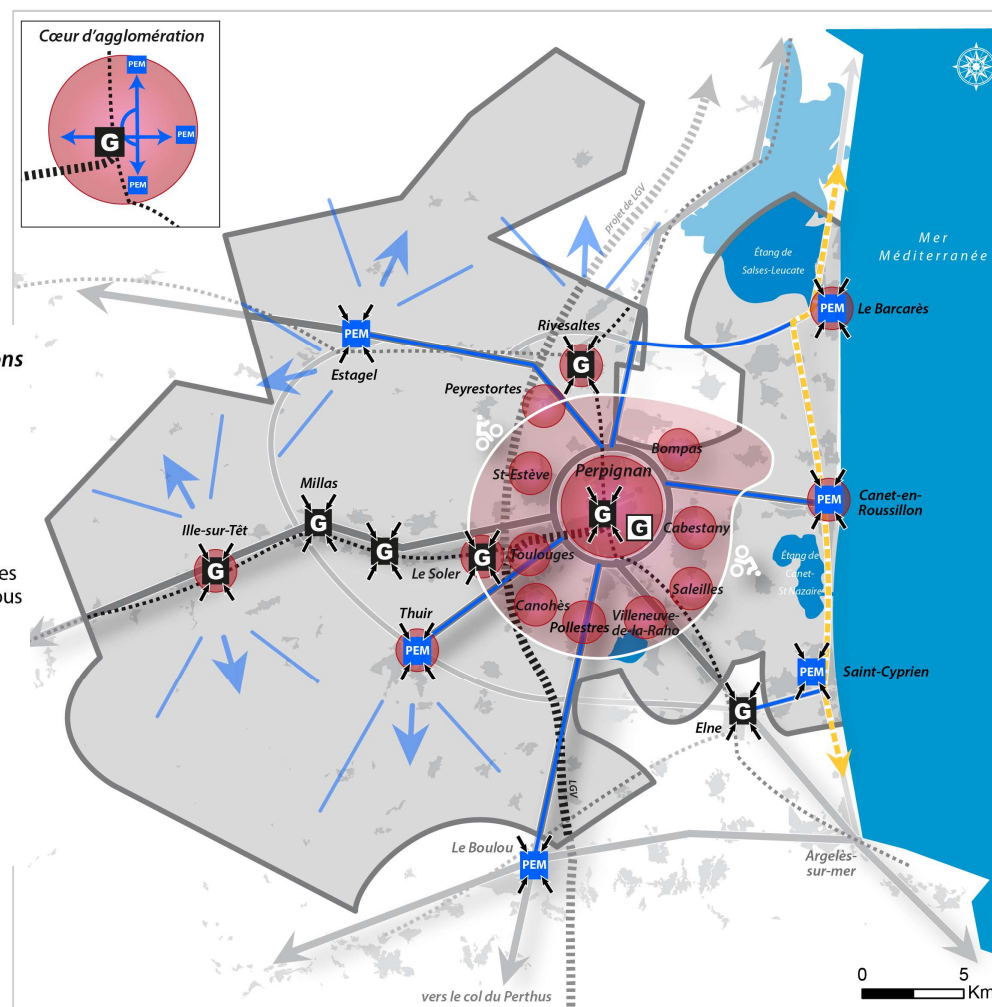 Cœur d'agglomération
PEM
G
PEM
PEM
projet de LGV
Mer
Méditerranée
Étang de
Salses-Leucate
PEM
Le Barcarès
ons
PEM
Estagel
Rivesaltes
G
Peyrestortes
Bompas
Perpignan
St-Estève
Millas
G
G
G
PEM
Canet-en-
Roussillon
Ille-sur-Têt
G
G
Le Soler
G
Toulouges
Cabestany
Étang de
Canet-
St Nazaire
es
ous
Thuir
PEM
Canohès
Pollestres
Villeneuve-
de-la-Raho
Saleilles
PEM
Saint-Cyprien
G
Elne
LGV
Le Boulou
PEM
Argelès-
sur-mer
vers le col du Perthus
0 5
Km